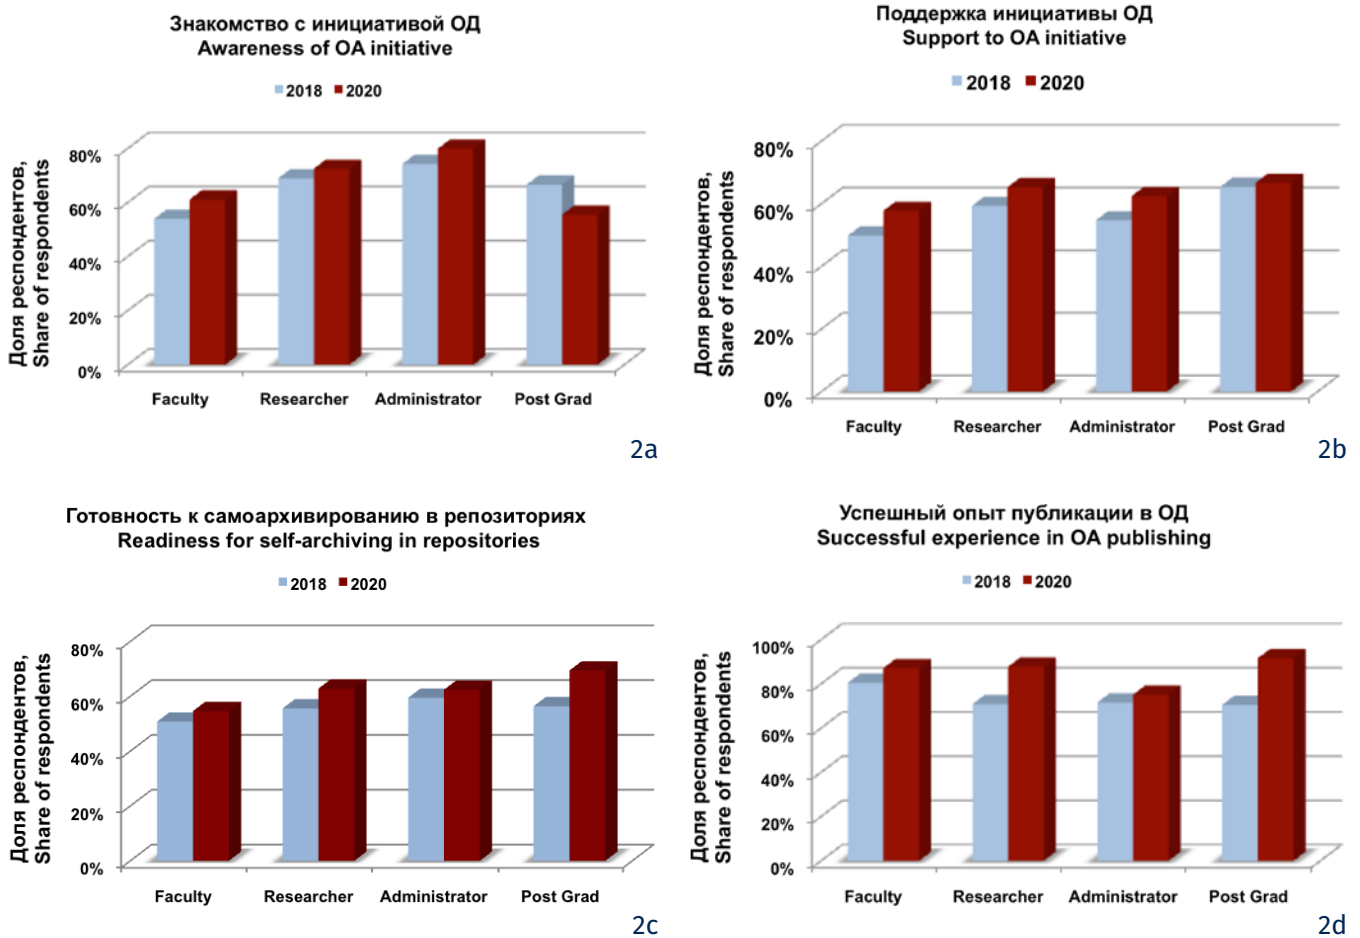 Знакомство с инициативой ОД
Awareness of OA initiative
2018 2020
Доля респондентов,
Share of respondents
80%
60%
40%
20%
0%
Faculty Researcher Administrator Post Grad
2a
Поддержка инициативы ОД
Support to OA initiative
2018 2020
Доля респондентов,
Share of respondents
80%
60%
40%
20%
0%
Faculty Researcher Administrator Post Grad
2b
Готовность к самоархивированию в репозиториях
Readiness for self-archiving in repositories
2018 2020
Доля респондентов,
Share of respondents
80%
60%
40%
20%
0%
Faculty Researcher Administrator Post Grad
2c
Успешный опыт публикации в ОД
Successful experience in OA publishing
2018 2020
Доля респондентов,
Share of respondents
100%
80%
60%
40%
20%
0%
Faculty Researcher Administrator Post Grad
2d